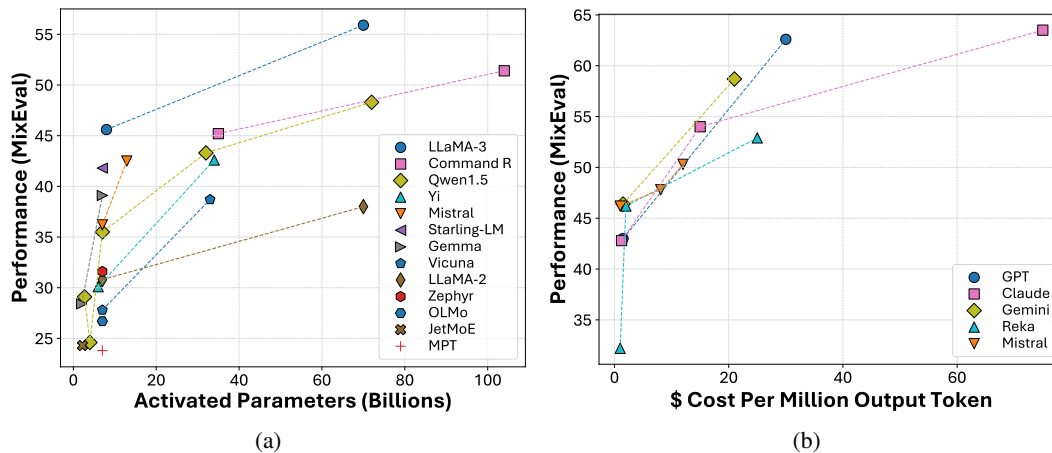 Performance (MixEval)
55
50
45
40
35
30
25
0
20
40
60
80
100
Activated Parameters (Billions)
LLaMA-3
Command R
Qwen1.5
Yi
Mistral
Starling-LM
Gemma
Vicuna
LLaMA-2
Zephyr
OLMo
JetMoE
MPT
(a)
Performance (MixEval)
65
60
55
50
45
40
35
0
20
40
60
$ Cost Per Million Output Token
GPT
Claude
Gemini
Reka
Mistral
(b)